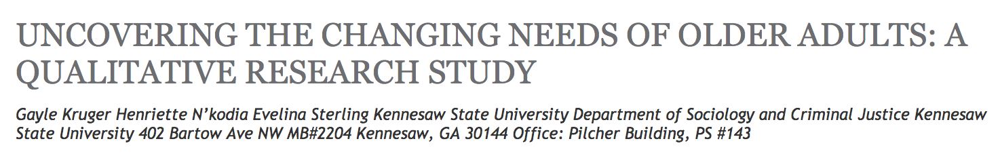 UNCOVERING THE CHANGING NEEDS OF OLDER ADULTS: A
QUALITATIVE RESEARCH STUDY
Gayle Kruger Henriette N’kodia Evelina Sterling Kennesaw State University Department of Sociology and Criminal Justice Kennesaw
State University 402 Bartow Ave NW MB#2204 Kennesaw, GA 30144 Office: Pilcher Building, PS #143